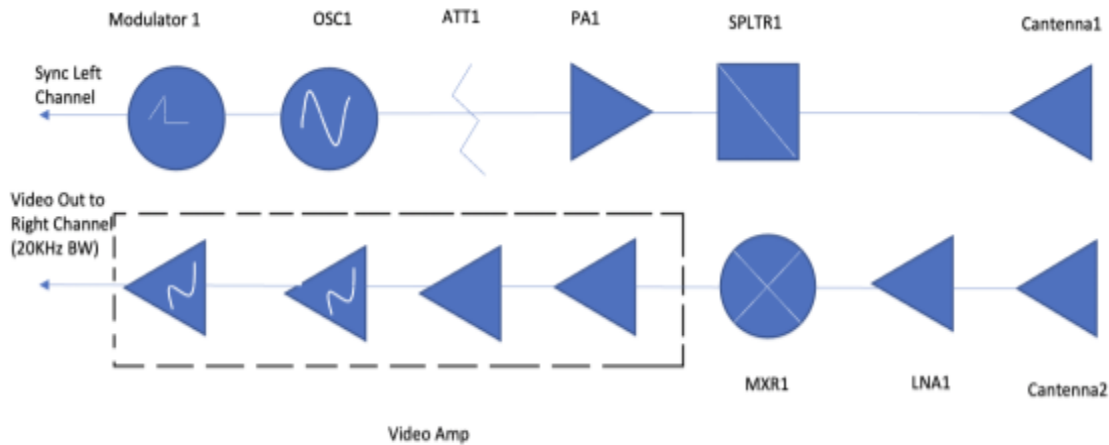 Modulator 1
OSC1
ATT1
PA1
SPLTR1
Cantenna1
Sync Left
Channel
Video Out to
Right Channel
(20KHz BW)
MXR1
LNA1
Cantenna2
Video Amp